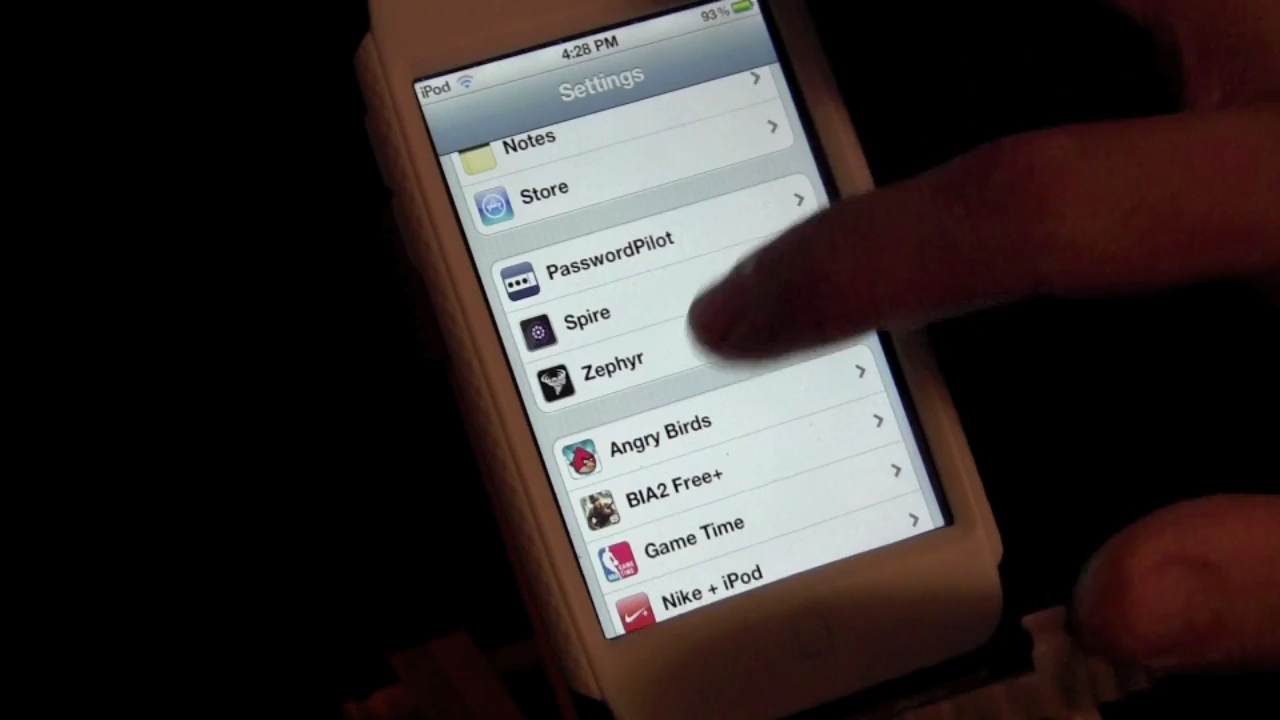 iPod 4:28 PM 93%
Settings
Notes
Store
PasswordPilot
Spire
Zephyr
Angry Birds
BIA2 Free+
Game Time
Nike + iPod